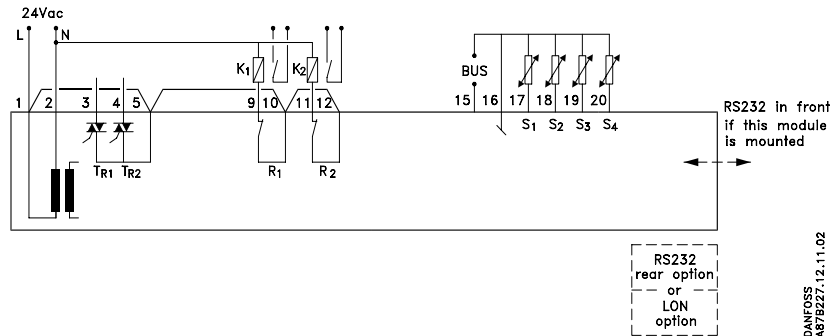 24Vac
L N
K1 K2
BUS
1 2 3 4 5 9 10 11 12 15 16 17 18 19 20
S1 S2 S3 S4
TR1 TR2 R1 R2
RS232 in front
if this module
is mounted
RS232
rear option
or
LON
option
DANFOSS
A87B227.12.11.02